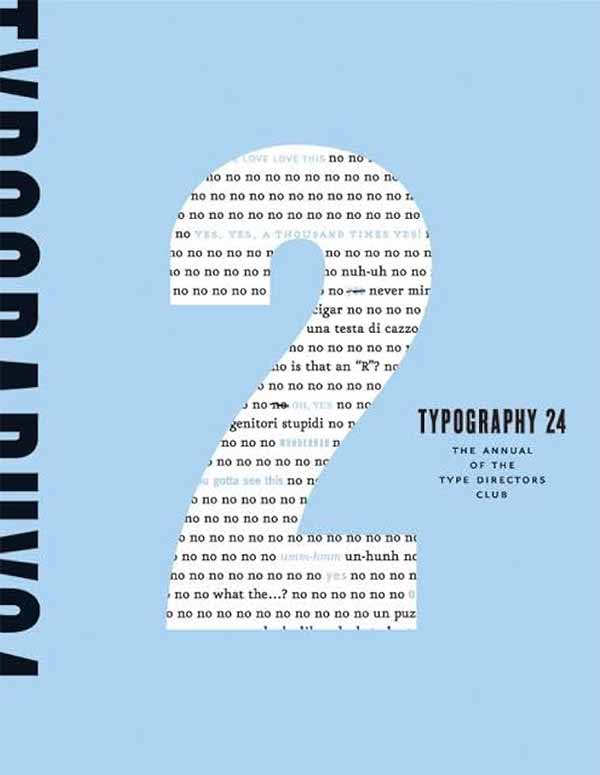 TYPOGRAPHY 24
LOVE LOVE THIS no no
no no no no no no no
no no no no no no no no
no no no no no no no
no YES, YES, A THOUSAND TIMES YES!
no no no no no no no
no no no no nuh-uh no no
no no no no no no yes never
cigar no no no no
una testa di cazzo
no no no no
no is that an “R”? no
no no no no no
no no OH, YES no no
genitori stupidi no
no no no WONDERBAR
no no no no no no
gotta see this no
no no no no no
no no no no no
no no no no no no no no no
no no no no no umm-hmm un-hunh no
no no no no no no no yes no no
no no what the...? no no no no no
no no no no no no no no no un
TYPOGRAPHY 24
THE ANNUAL
OF THE
TYPE DIRECTORS
CLUB